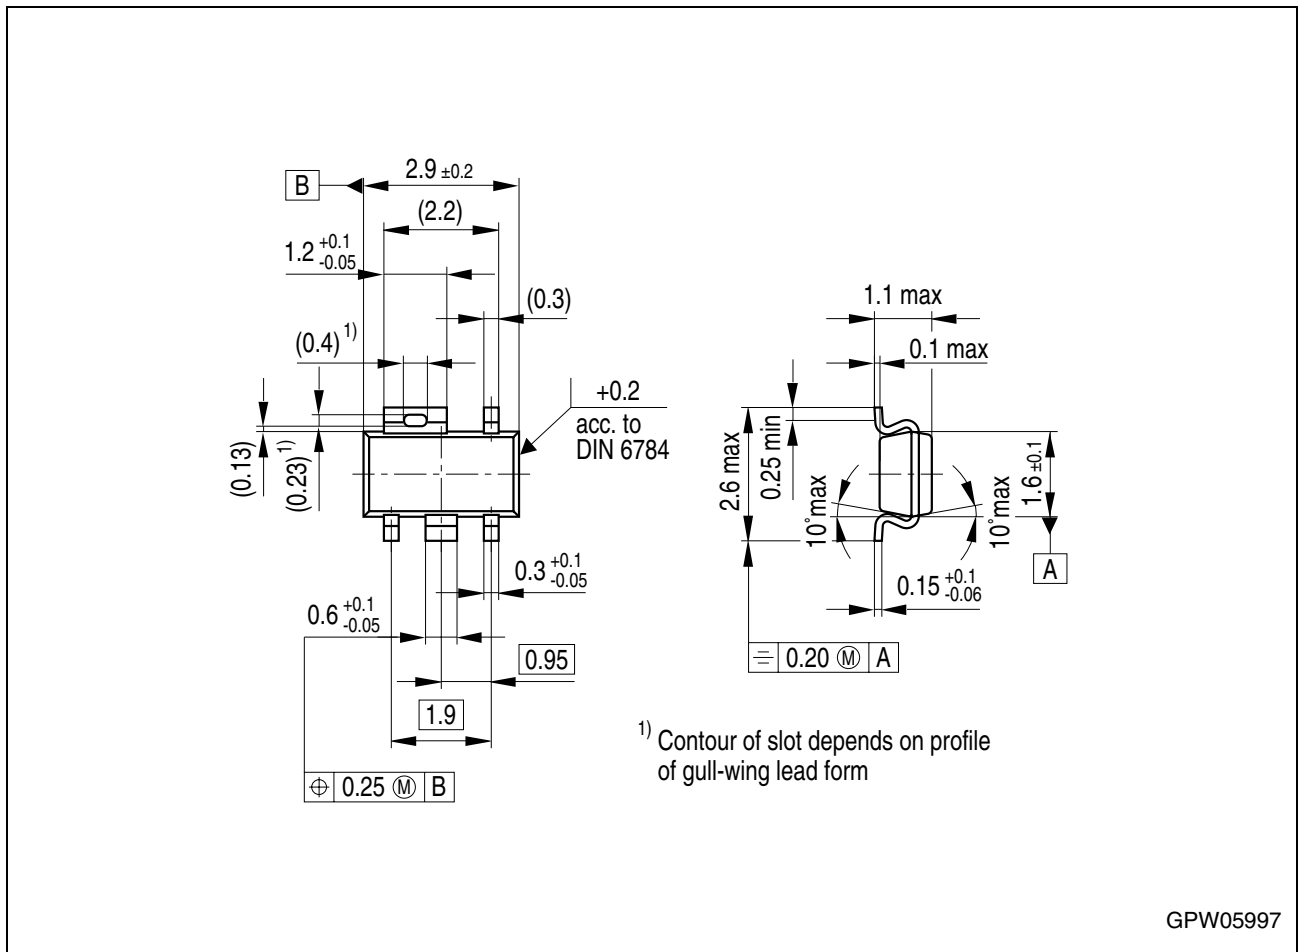 B
2.9 ±0.2
(2.2)
1.2 +0.1 -0.05
(0.3)
(0.4) 1)
+0.2
acc. to
DIN 6784
(0.13)
(0.23) 1)
0.3 +0.1 -0.05
0.6 +0.1 -0.05
0.95
1.9
⌖ 0.25 Ⓜ B
1.1 max
0.1 max
2.6 max
0.25 min
10˚max
10˚max
1.6 ±0.1
A
0.15 +0.1 -0.06
⌯ 0.20 Ⓜ A
1) Contour of slot depends on profile
of gull-wing lead form
GPW05997